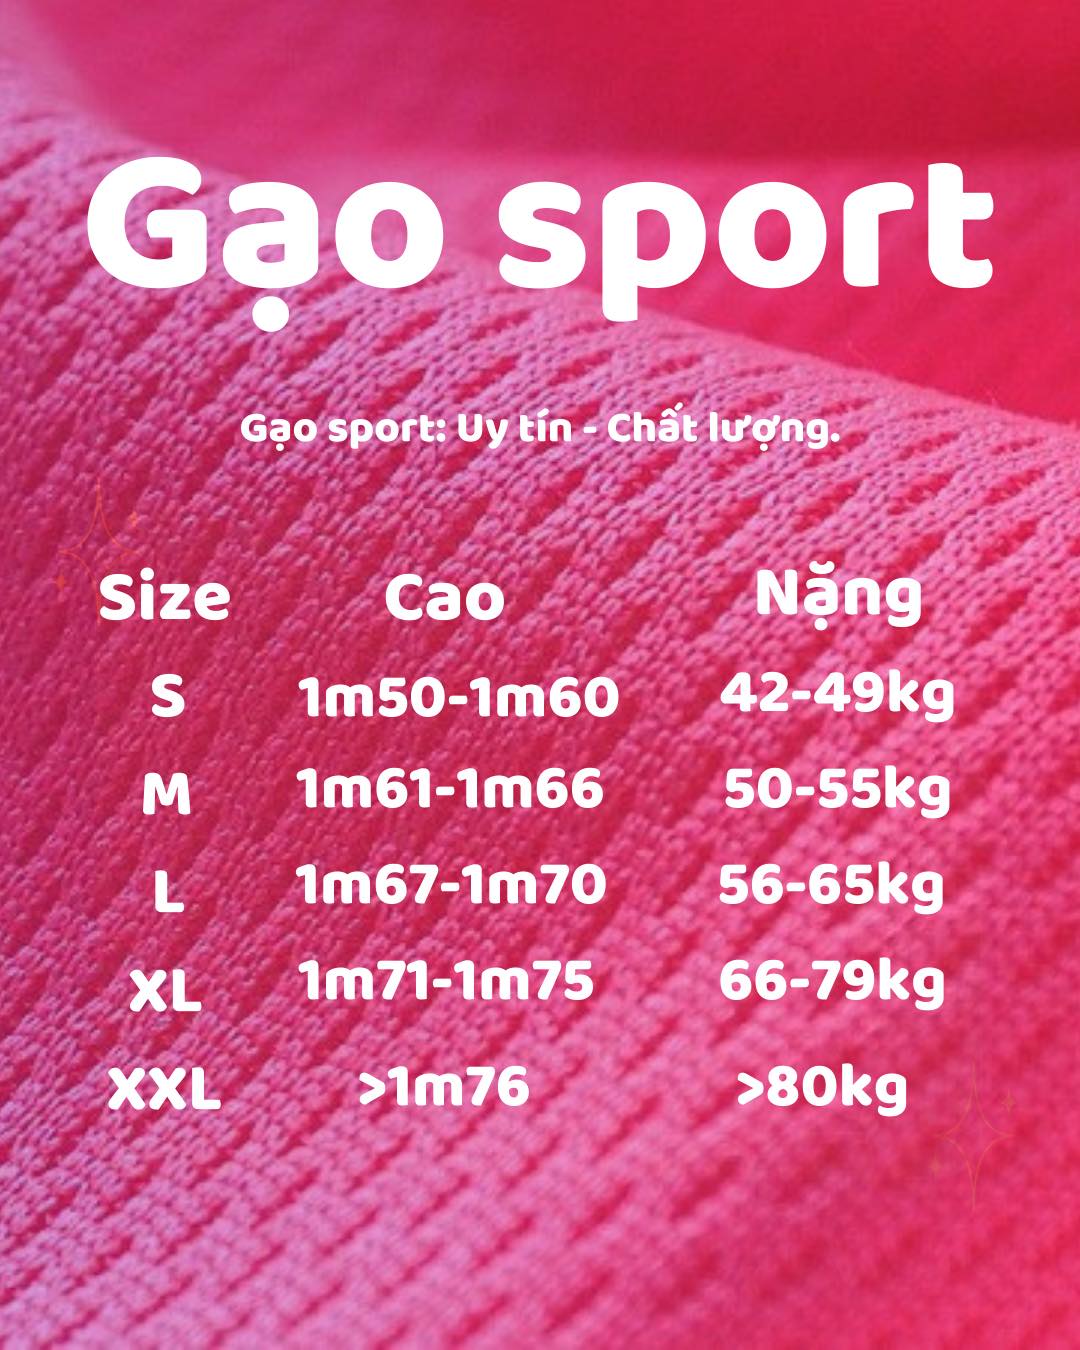 Gạo sport
Gạo sport: Uy tín - Chất lượng.
Size Cao Nặng
S 1m50-1m60 42-49kg
M 1m61-1m66 50-55kg
L 1m67-1m70 56-65kg
XL 1m71-1m75 66-79kg
XXL >1m76 >80kg